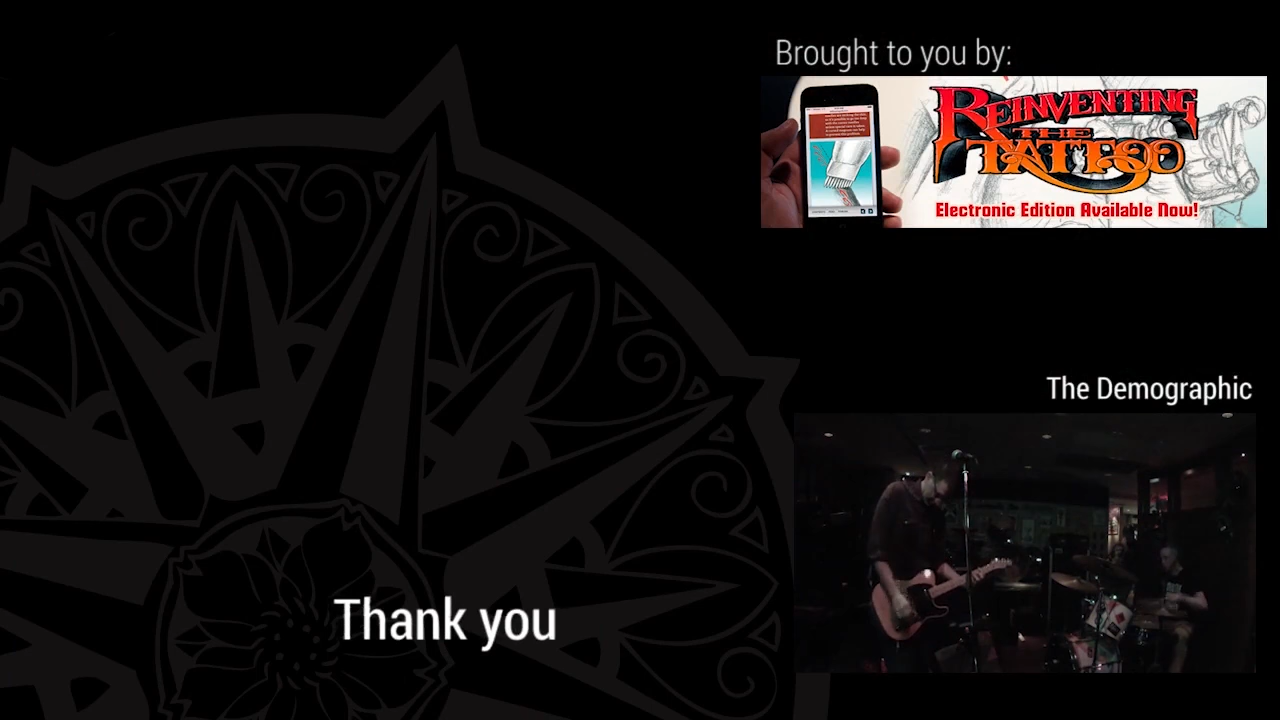 Brought to you by:
REINVENTING
THE
TATTOO
Electronic Edition Available Now!
The Demographic
Thank you